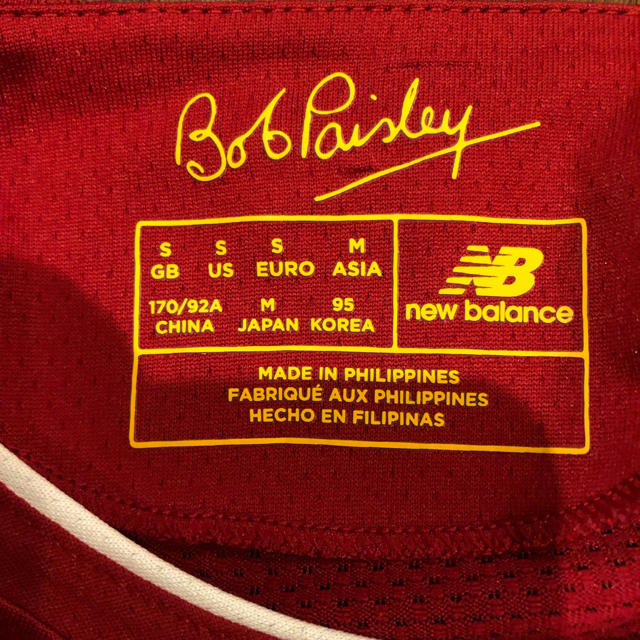 Bob Paisley
S S S M
GB US EURO ASIA
170/92A M 95
CHINA JAPAN KOREA
NB
new balance
MADE IN PHILIPPINES
FABRIQUÉ AUX PHILIPPINES
HECHO EN FILIPINAS